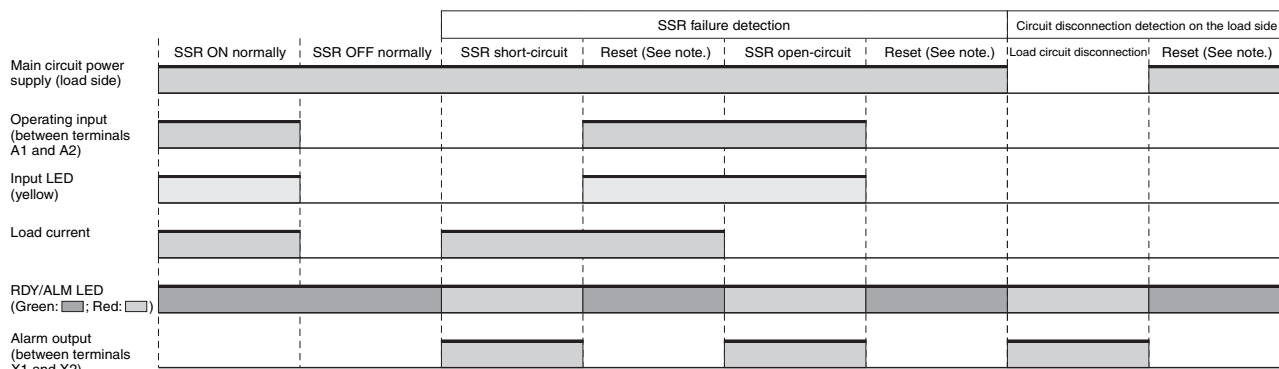 SSR failure detection
Circuit disconnection detection on the load side
SSR ON normally
SSR OFF normally
SSR short-circuit
Reset (See note.)
SSR open-circuit
Reset (See note.)
Load circuit disconnection
Reset (See note.)
Main circuit power
supply (load side)
Operating input
(between terminals
A1 and A2)
Input LED
(yellow)
Load current
RDY/ALM LED
(Green: ; Red: )
Alarm output
(between terminals
X1 and X2)